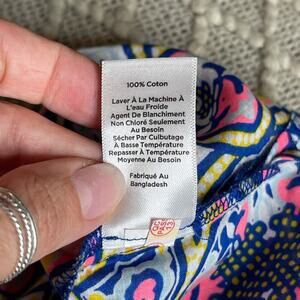 100% Cotton
Laver À La Machine À
L'eau Froide
Agent De Blanchiment
Non Chloré Seulement
Au Besoin
Sécher Par Culbutage
À Basse Température
Repasser À Température
Moyenne Au Besoin
Fabriqué Au
Bangladesh